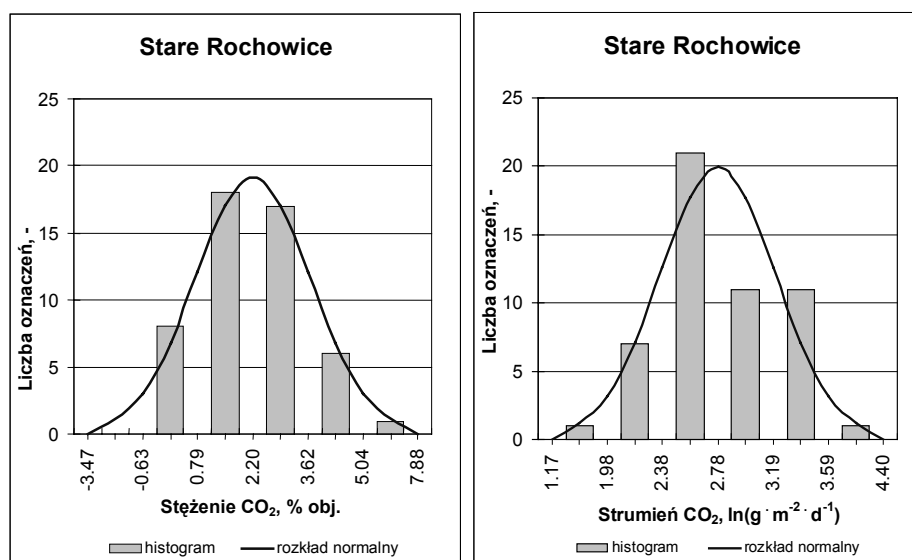 Stare Rochowice
25
20
15
10
5
0
Liczba oznaczeń, -
-3.47 -0.63 0.79 2.20 3.62 5.04 7.88
Stężenie CO₂, % obj.
histogram rozkład normalny
Stare Rochowice
25
20
15
10
5
0
Liczba oznaczeń, -
1.17 1.98 2.38 2.78 3.19 3.59 4.40
Strumień CO₂, ln(g · m⁻² · d⁻¹)
histogram rozkład normalny